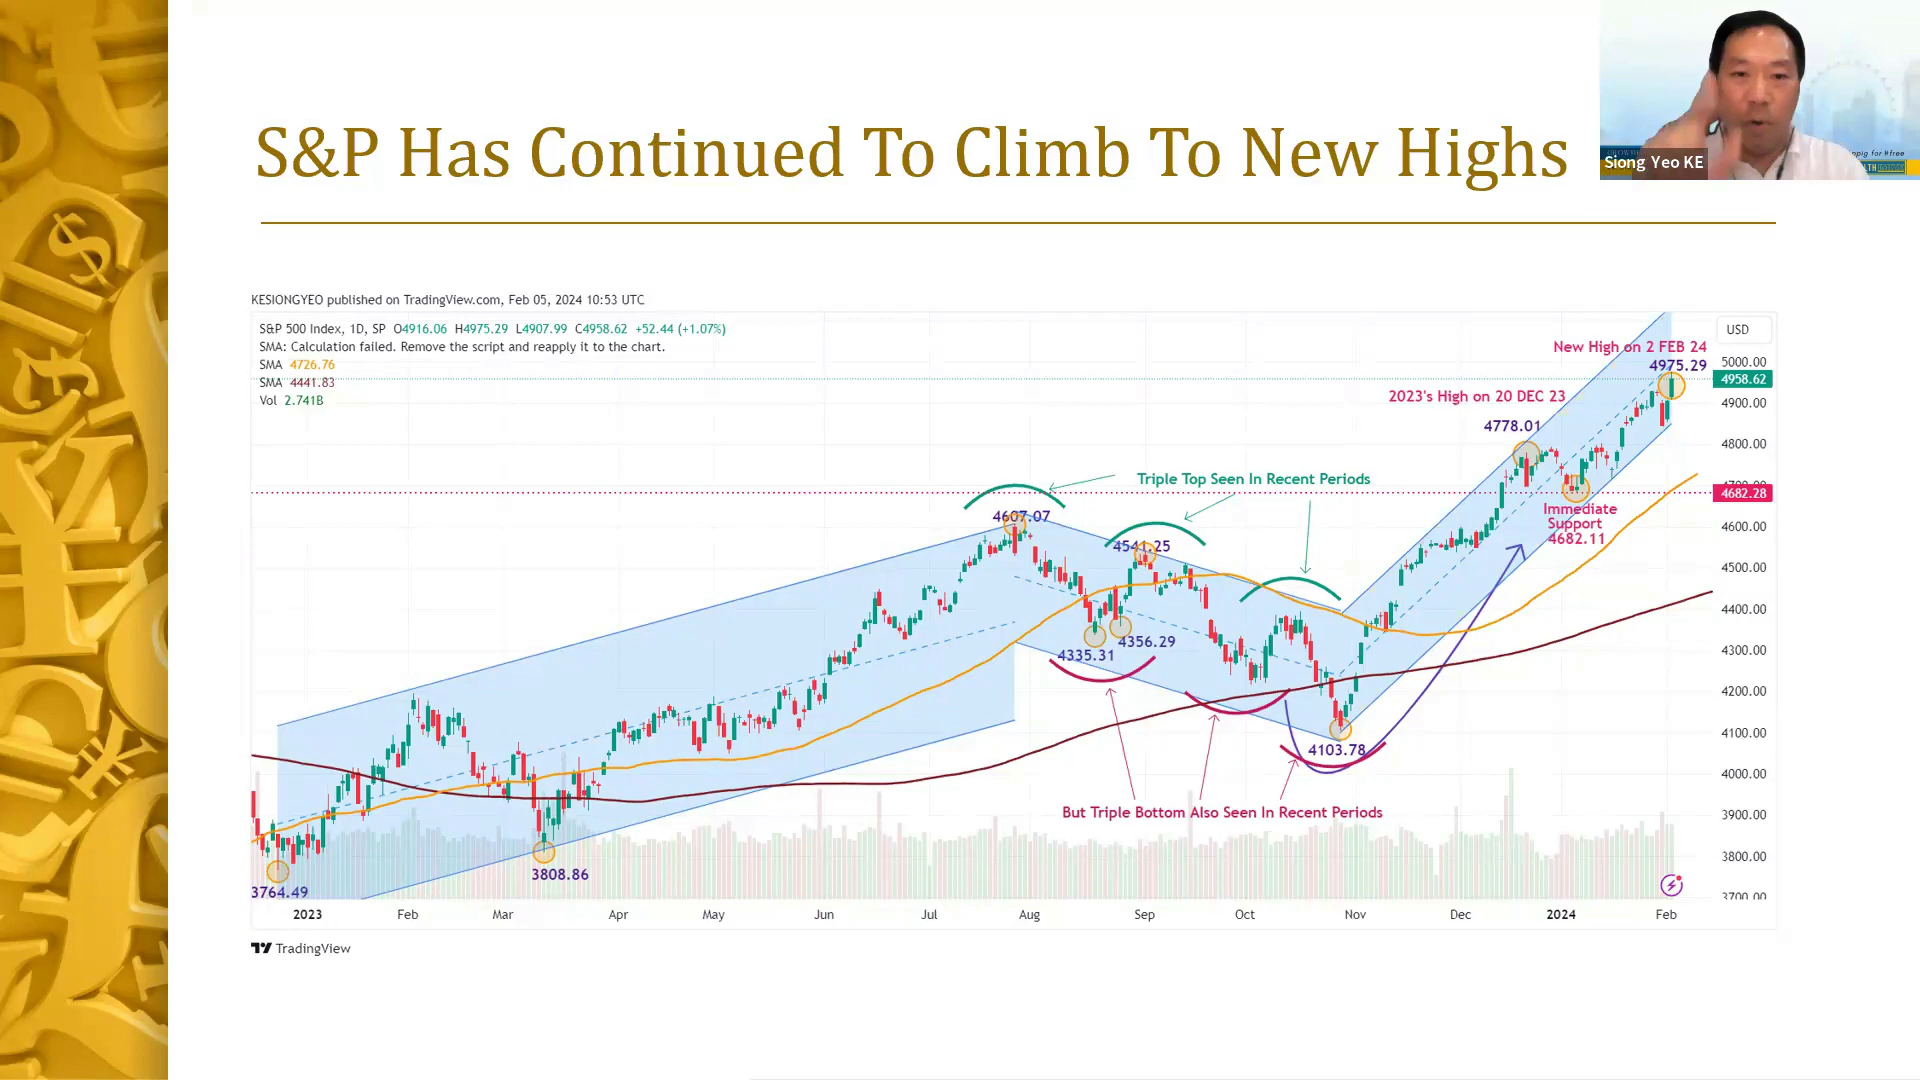 S&P Has Continued To Climb To New Highs
Siong Yeo KE
KESIONGYEO published on TradingView.com, Feb 05, 2024 10:53 UTC
S&P 500 Index, 1D, SP O4916.06 H4975.29 L4907.99 C4958.62 +52.44 (+1.07%)
SMA: Calculation failed. Remove the script and reapply it to the chart.
SMA 4726.76
SMA 4441.83
Vol 2.741B
USD
New High on 2 FEB 24
4975.29
2023's High on 20 DEC 23
4778.01
Triple Top Seen In Recent Periods
4607.07
4541.25
Immediate
Support
4682.11
4356.29
4335.31
4103.78
But Triple Bottom Also Seen In Recent Periods
3808.86
3764.49
5000.00
4958.62
4900.00
4800.00
4700.00
4682.28
4600.00
4500.00
4400.00
4300.00
4200.00
4100.00
4000.00
3900.00
3800.00
3700.00
2023 Feb Mar Apr May Jun Jul Aug Sep Oct Nov Dec 2024 Feb
TradingView